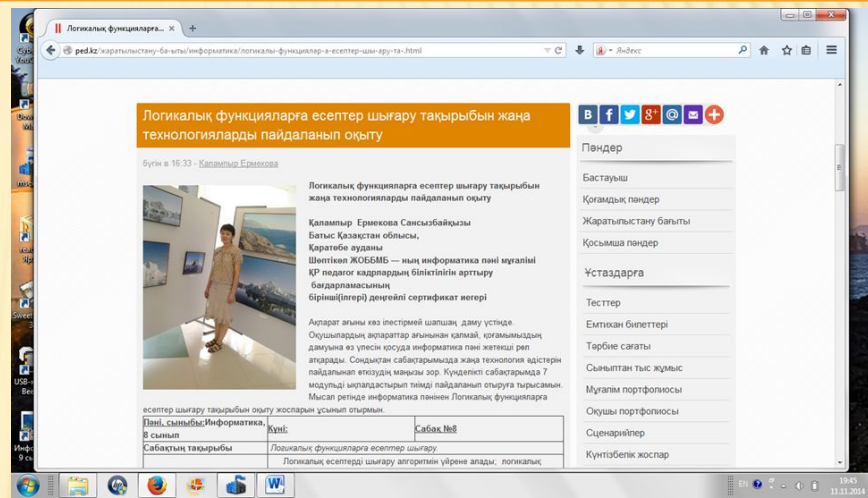 Логикалық функцияларға...
ped.kz/жаратылыстану-ба-ыты/информатика/логикалы-функциялар-а-есептер-шы-ару-та-.html
Яндекс
Логикалық функцияларға есептер шығару тақырыбын жаңа
технологияларды пайдаланып оқыту
бүгін в 16:33 - Калампыр Ермекова
Логикалық функцияларға есептер шығару тақырыбын
жаңа технологияларды пайдаланып оқыту
Қалампыр Ермекова Сансызбайқызы
Батыс Қазақстан облысы,
Қаратөбе ауданы
Шөптікөл ЖОББМБ — ның информатика пәні мұғалімі
ҚР педагог кадрлардың біліктілігін арттыру
бағдарламасының
бірінші(ілгері) деңгейлі сертификат иегері
Ақпарат ағыны көз ілестірмей шапшаң даму үстінде.
Оқушылардың ақпараттар ағынынан қалмай, қоғамымыздың
дамуына өз үлесін қосуда информатика пәні жетекші рөл
атқарады. Сондықтан сабақтарымызда жаңа технология әдістерін
пайдаланып өткізудің маңызы зор. Күнделікті сабақтарымда 7
модульді ықпалдастырып тиімді пайдаланып отыруға тырысамын.
Мысал ретінде информатика пәнінен Логикалық функцияларға
есептер шығару тақырыбын оқыту жоспарын ұсынып отырмын.
Пәні, сыныбы:Информатика, 8 сынып Күні: Сабақ №8
Сабақтың тақырыбы Логикалық функцияларға есептер шығару.
Логикалық есептерді шығару алгоритмін үйрене алады; логикалық
Пәндер
Бастауыш
Қоғамдық пәндер
Жаратылыстану бағыты
Қосымша пәндер
Ұстаздарға
Тесттер
Емтихан билеттері
Тәрбие сағаты
Сыныптан тыс жұмыс
Мұғалім портфолиосы
Оқушы портфолиосы
Сценарийлер
Күнтізбелік жоспар
EN
19:45
11.11.2014